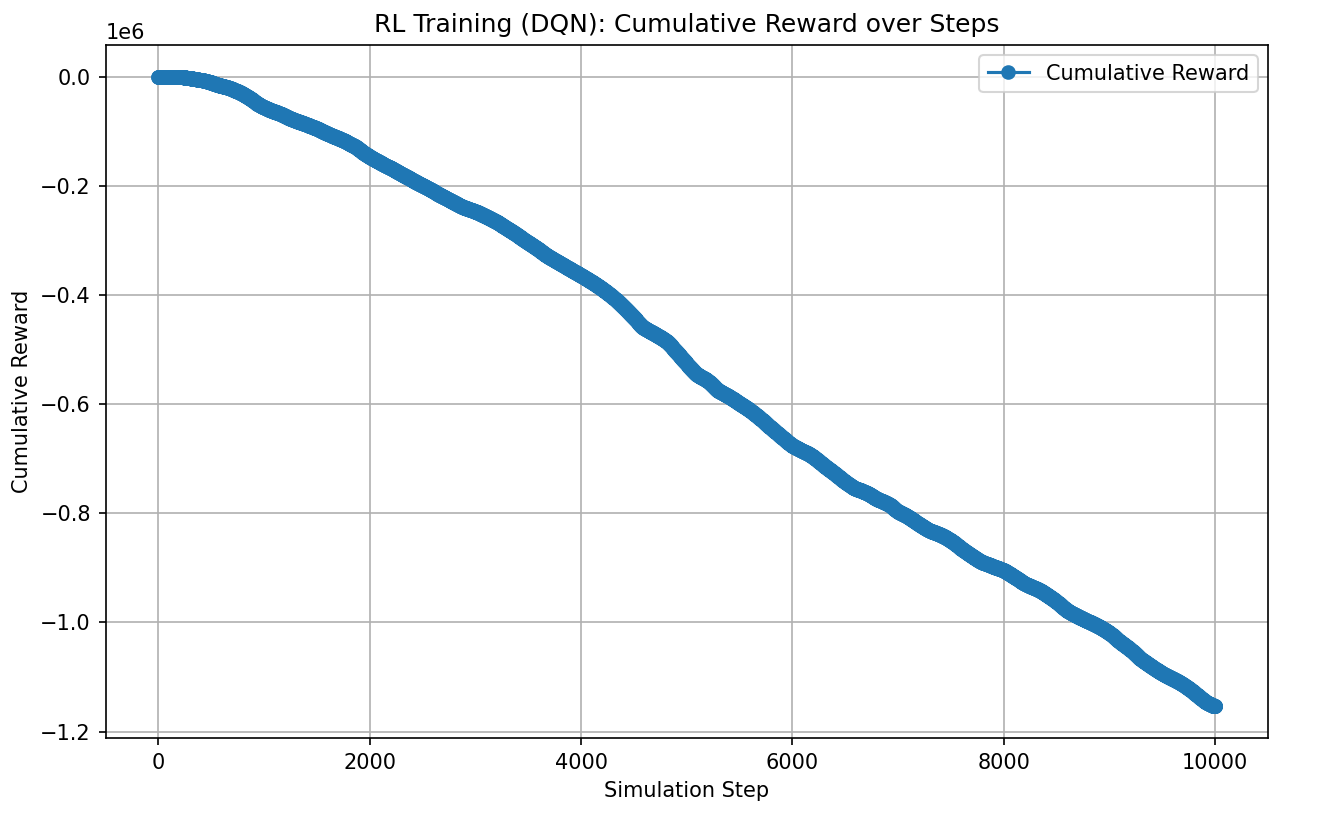 RL Training (DQN): Cumulative Reward over Steps
1e6
Cumulative Reward
0.0
−0.2
−0.4
−0.6
−0.8
−1.0
−1.2
Cumulative Reward
0
2000
4000
6000
8000
10000
Simulation Step